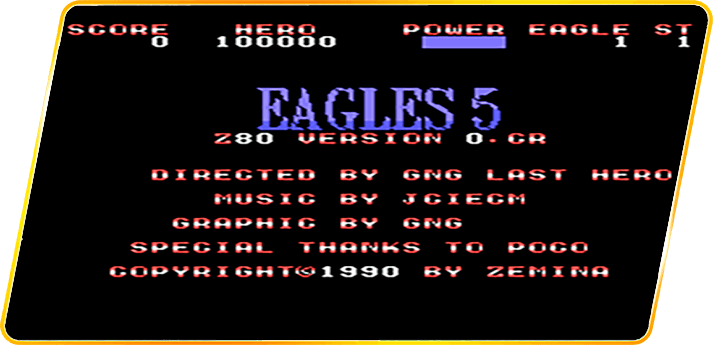 SCORE HERO POWER EAGLE ST
0 100000 1 1
EAGLES 5
Z80 VERSION 0.GR
DIRECTED BY GNG LAST HERO
MUSIC BY JCIECM
GRAPHIC BY GNG
SPECIAL THANKS TO POCO
COPYRIGHT©1990 BY ZEMINA